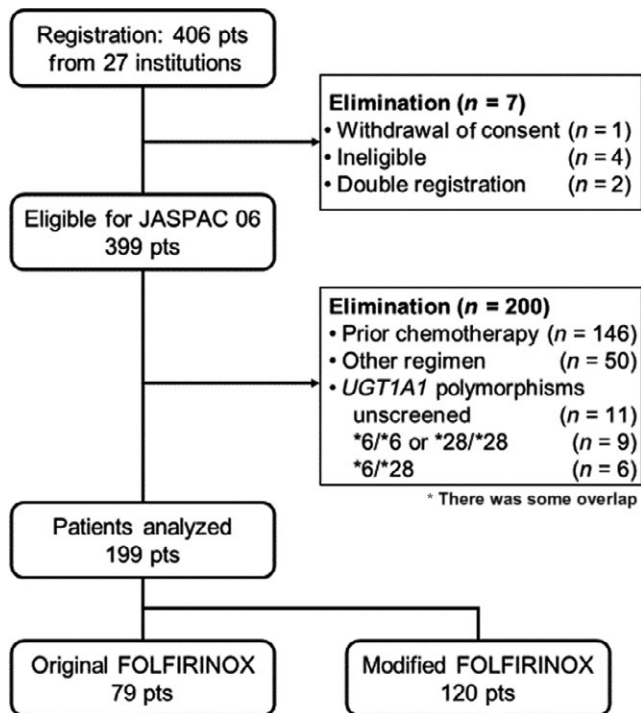 Registration: 406 pts
from 27 institutions
Elimination (n = 7)
• Withdrawal of consent (n = 1)
• Ineligible (n = 4)
• Double registration (n = 2)
Eligible for JASPAC 06
399 pts
Elimination (n = 200)
• Prior chemotherapy (n = 146)
• Other regimen (n = 50)
• UGT1A1 polymorphisms
unscreened (n = 11)
*6/*6 or *28/*28 (n = 9)
*6/*28 (n = 6)
* There was some overlap
Patients analyzed
199 pts
Original FOLFIRINOX
79 pts
Modified FOLFIRINOX
120 pts